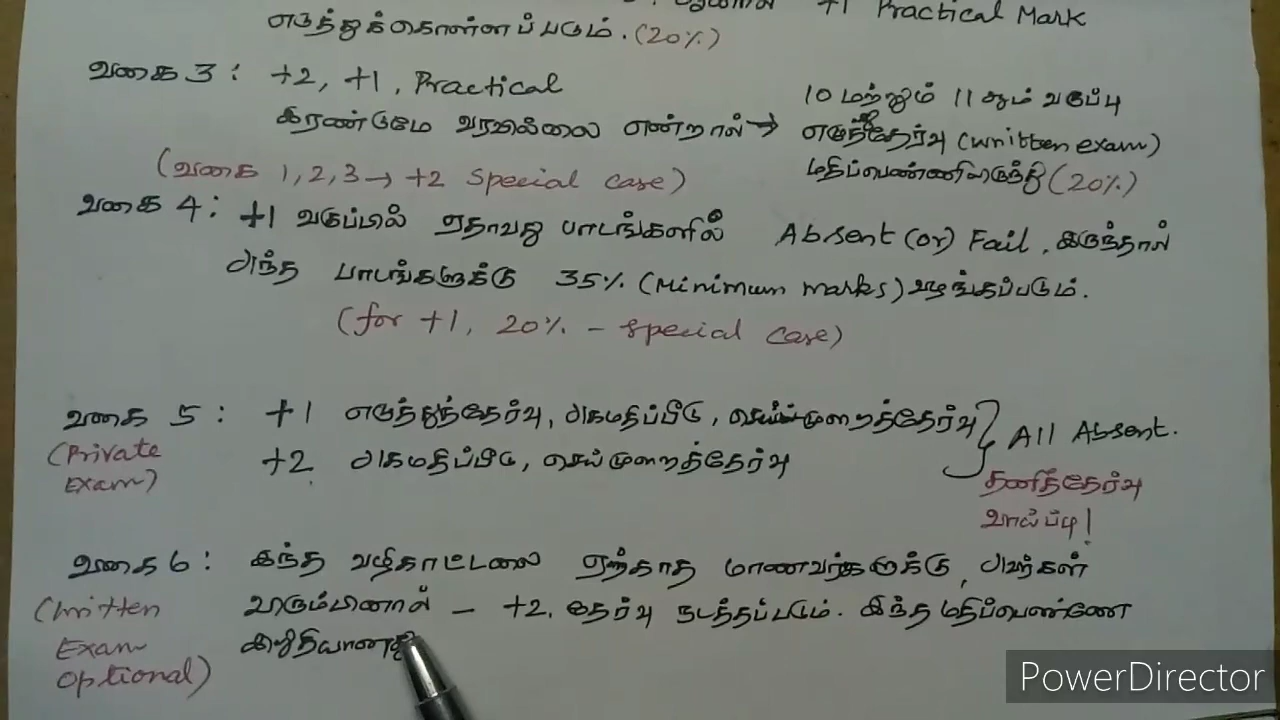 +1 Practical Mark
எடுத்துக்கொள்ளப்படும். (20%)
வகை 3 : +2, +1, Practical
இரண்டுமே வரவில்லை என்றால் → 10 மற்றும் 11 ஆம் வகுப்பு
எழுத்துத்தேர்வு (written exam)
மதிப்பெண்ணிலிருந்து (20%)
(வகை 1, 2, 3 → +2 Special case)
வகை 4 : +1 வகுப்பில் ஏதாவது பாடங்களில் Absent (or) Fail, இருந்தால்
அந்த பாடங்களுக்கு 35% (Minimum marks) வழங்கப்படும்.
(for +1, 20% - special case)
வகை 5 : +1 எழுத்துத்தேர்வு, அகமதிப்பீடு, செய்முறைத்தேர்வு } All Absent.
(Private Exam) +2 அகமதிப்பீடு, செய்முறைத்தேர்வு
தனித்தேர்வு
வாய்ப்பு!
வகை 6 : இந்த வழிகாட்டலை ஏற்காத மாணவர்களுக்கு, அவர்கள்
(Written விரும்பினால் - +2. தேர்வு நடத்தப்படும். இந்த மதிப்பெண்ணே
Exam இறுதியானது
Optional)
PowerDirector